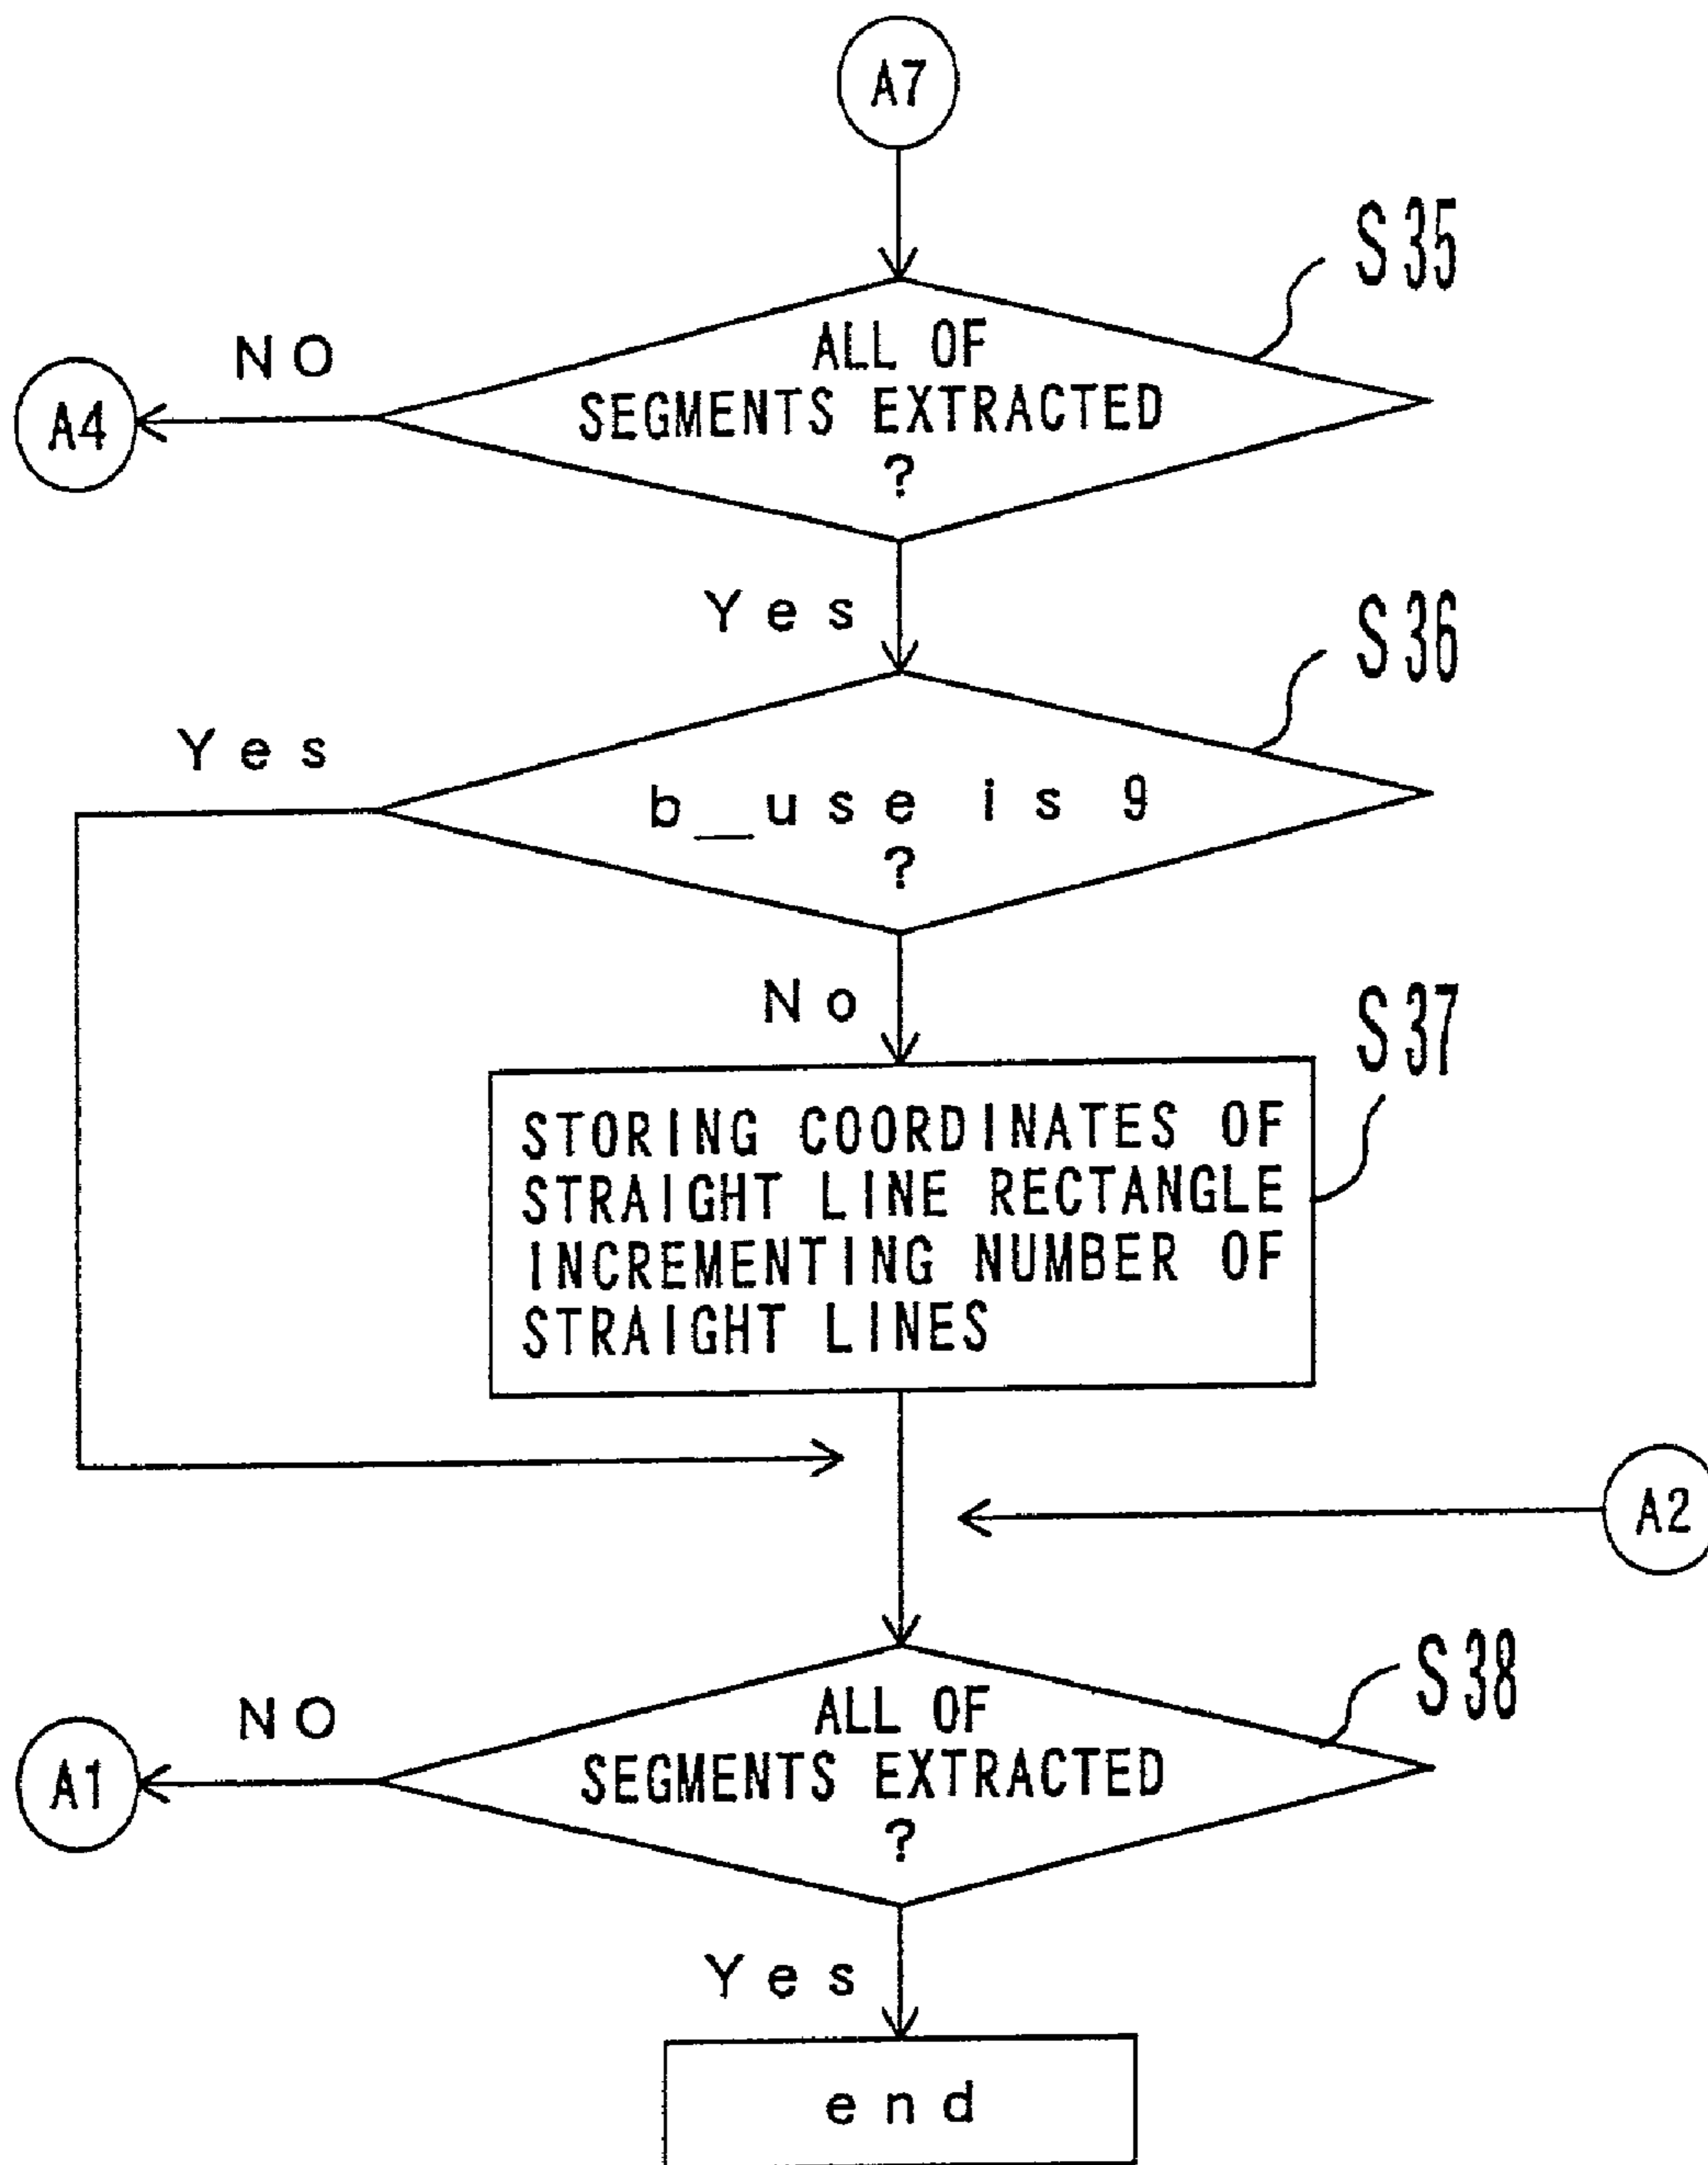 A7
S35
ALL OF
SEGMENTS EXTRACTED
?
NO
A4
Yes
S36
b_use is 9
?
Yes
No
S37
STORING COORDINATES OF
STRAIGHT LINE RECTANGLE
INCREMENTING NUMBER OF
STRAIGHT LINES
A2
S38
ALL OF
SEGMENTS EXTRACTED
?
NO
A1
Yes
end